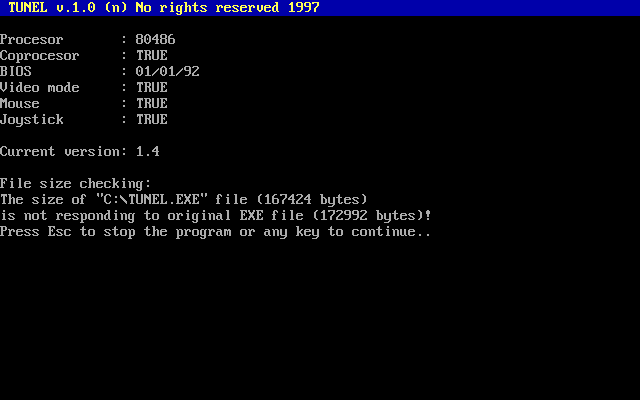 TUNEL v.1.0 (n) No rights reserved 1997
Procesor : 80486
Coprocesor : TRUE
BIOS : 01/01/92
Video mode : TRUE
Mouse : TRUE
Joystick : TRUE
Current version: 1.4
File size checking:
The size of "C:\TUNEL.EXE" file (167424 bytes)
is not responding to original EXE file (172992 bytes)!
Press Esc to stop the program or any key to continue..